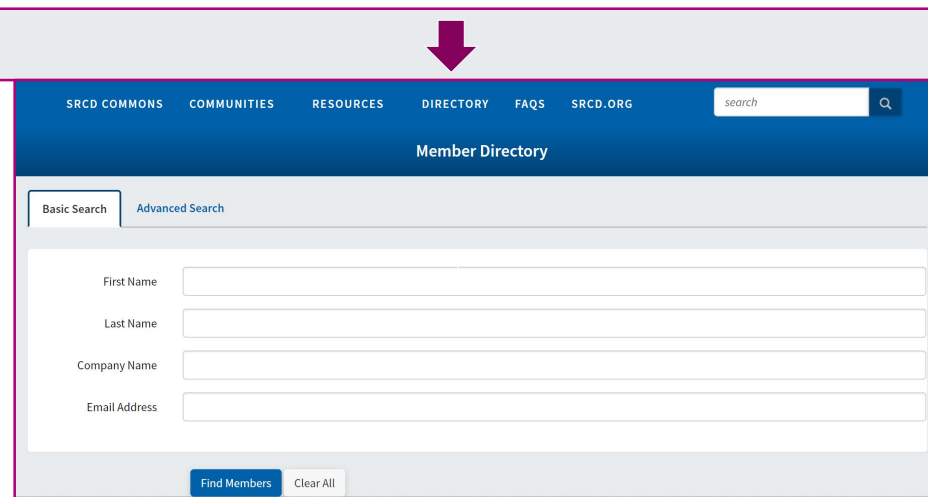 SRCD COMMONS COMMUNITIES RESOURCES DIRECTORY FAQS SRCD.ORG search
Member Directory
Basic Search Advanced Search
First Name
Last Name
Company Name
Email Address
Find Members Clear All